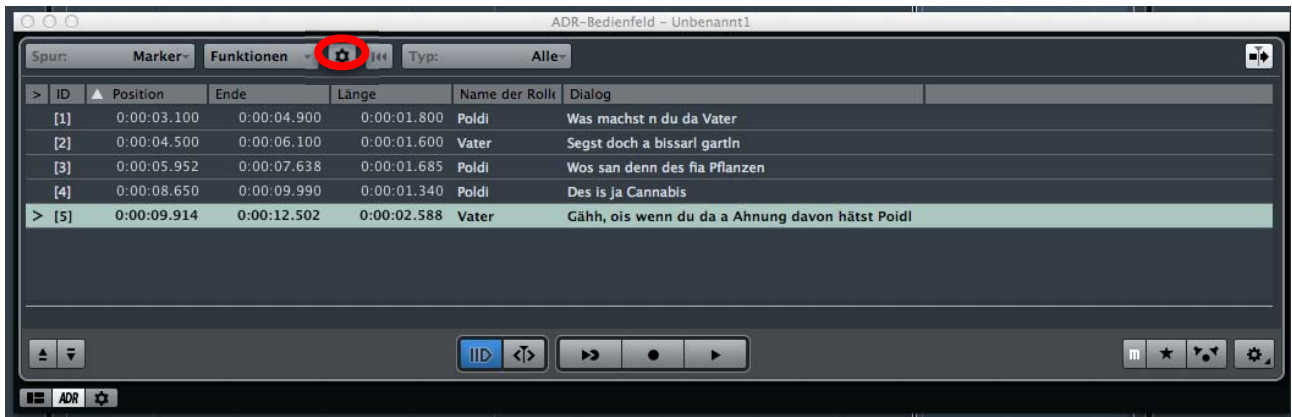 ADR-Bedienfeld - Unbenannt1
Spur: Marker Funktionen Typ: Alle
> ID Position Ende Länge Name der Rolle Dialog
[1] 0:00:03.100 0:00:04.900 0:00:01.800 Poldi Was machst n du da Vater
[2] 0:00:04.500 0:00:06.100 0:00:01.600 Vater Segst doch a bissarl gartln
[3] 0:00:05.952 0:00:07.638 0:00:01.685 Poldi Wos san denn des fia Pflanzen
[4] 0:00:08.650 0:00:09.990 0:00:01.340 Poldi Des is ja Cannabis
> [5] 0:00:09.914 0:00:12.502 0:00:02.588 Vater Gähh, ois wenn du da a Ahnung davon hätst Poidl
m
ADR